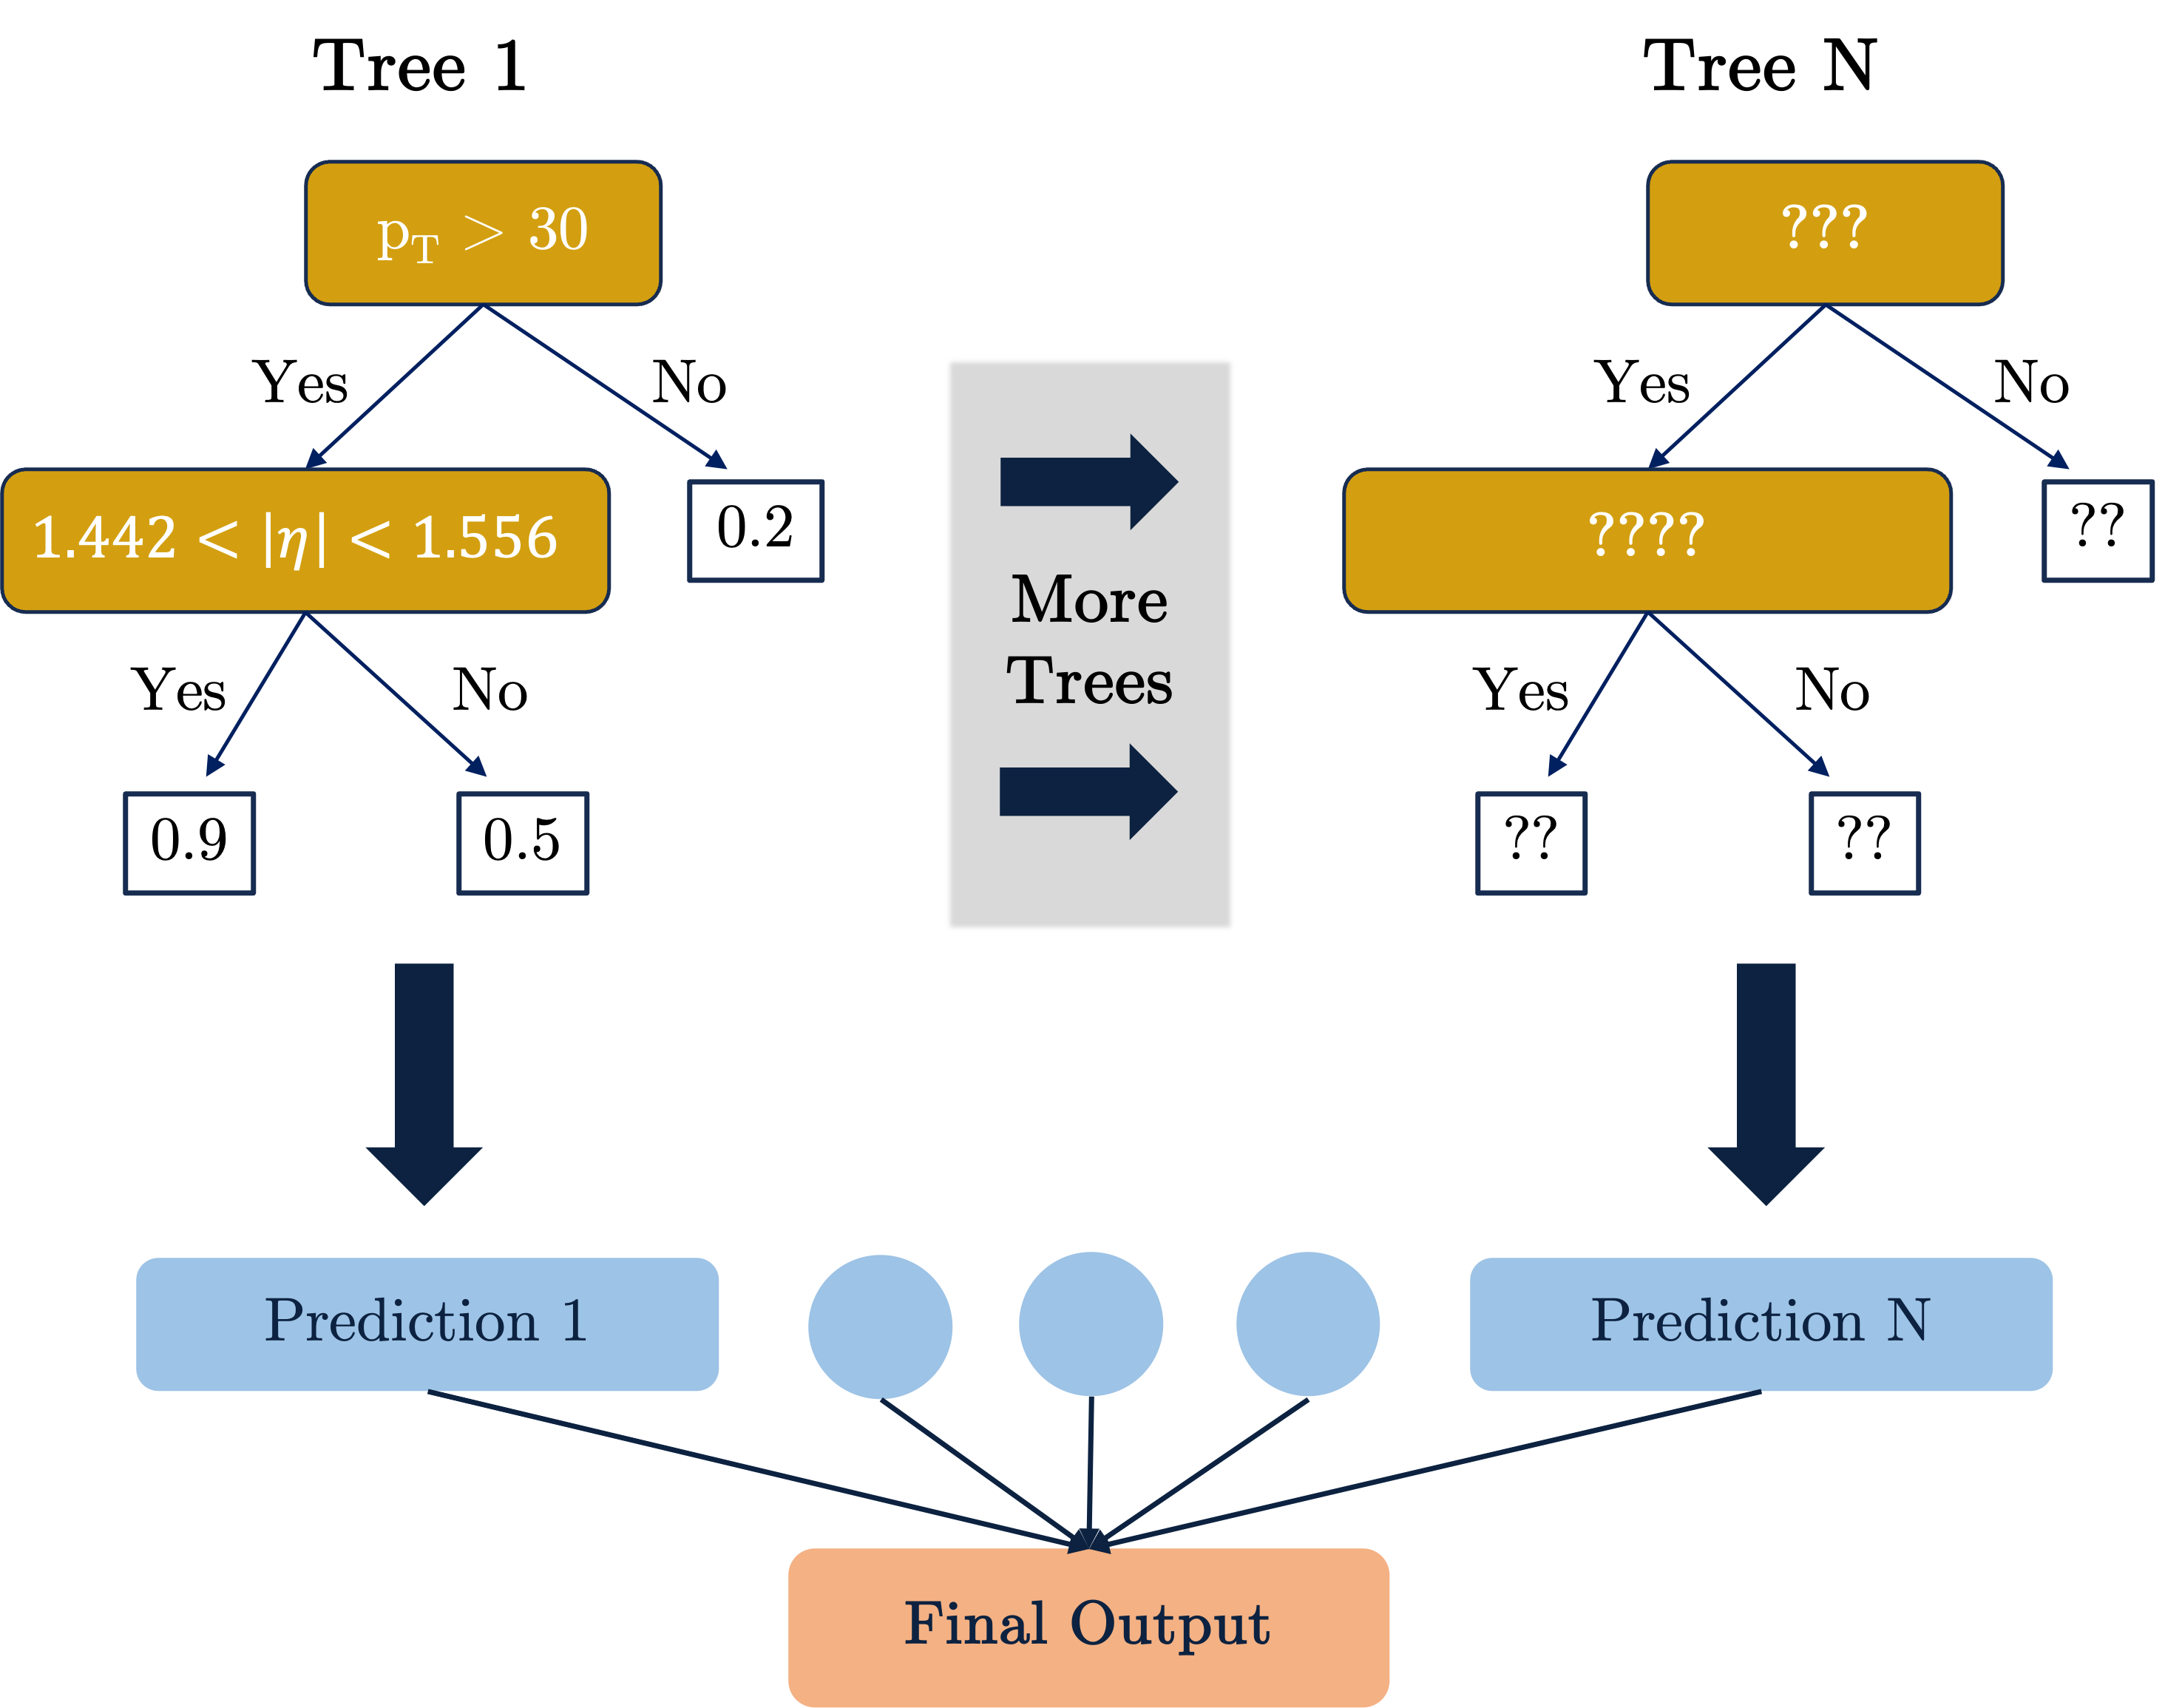 Tree 1
Tree N
p_T > 30
???
Yes
No
Yes
No
1.442 < |η| < 1.556
0.2
More
Trees
????
??
Yes
No
Yes
No
0.9
0.5
??
??
Prediction 1
Prediction N
Final Output